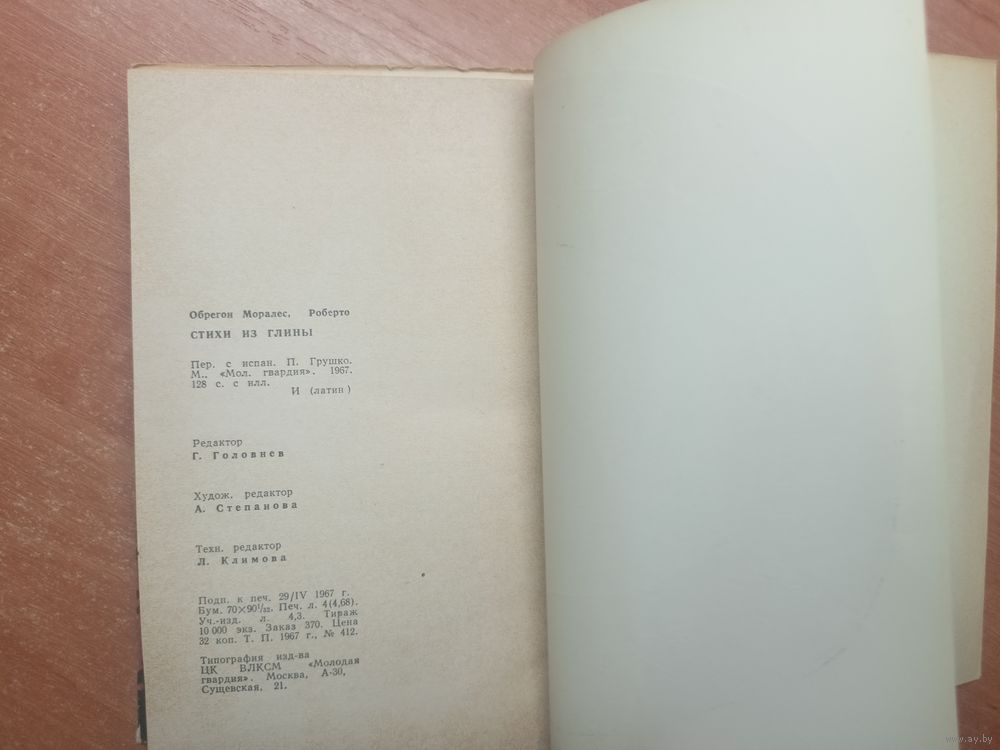 Обрегон Моралес, Роберто
СТИХИ ИЗ ГЛИНЫ
Пер. с испан. П. Грушко.
М., «Мол. гвардия». 1967.
128 с. с илл.
И (латин)
Редактор
Г. Головнев
Худож. редактор
А. Степанова
Техн. редактор
Л. Климова
Подп. к печ. 29/IV 1967 г.
Бум. 70×90¹/₃₂. Печ. л. 4(4,68).
Уч.-изд. л. 4,3. Тираж
10 000 экз. Заказ 370. Цена
32 коп. Т. П. 1967 г., № 412.
Типография изд-ва
ЦК ВЛКСМ «Молодая
гвардия». Москва, А-30,
Сущевская, 21.
www.ay.by